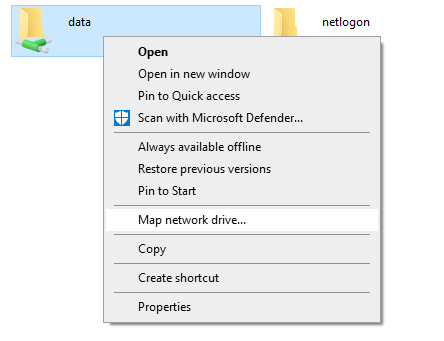 data
netlogon
Open
Open in new window
Pin to Quick access
Scan with Microsoft Defender...
Always available offline
Restore previous versions
Pin to Start
Map network drive...
Copy
Create shortcut
Properties